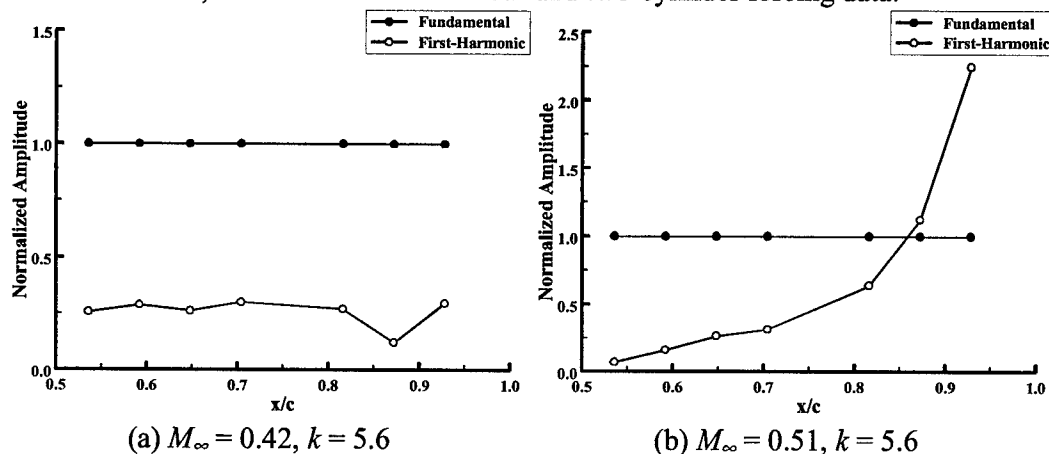 cylinder forcing data.
Fundamental
First-Harmonic
1.5
1.0
0.5
0.0
Normalized Amplitude
0.5 0.6 0.7 0.8 0.9 1.0
x/c
(a) M∞ = 0.42, k = 5.6
Fundamental
First-Harmonic
2.5
2.0
1.5
1.0
0.5
0.0
Normalized Amplitude
0.5 0.6 0.7 0.8 0.9 1.0
x/c
(b) M∞ = 0.51, k = 5.6